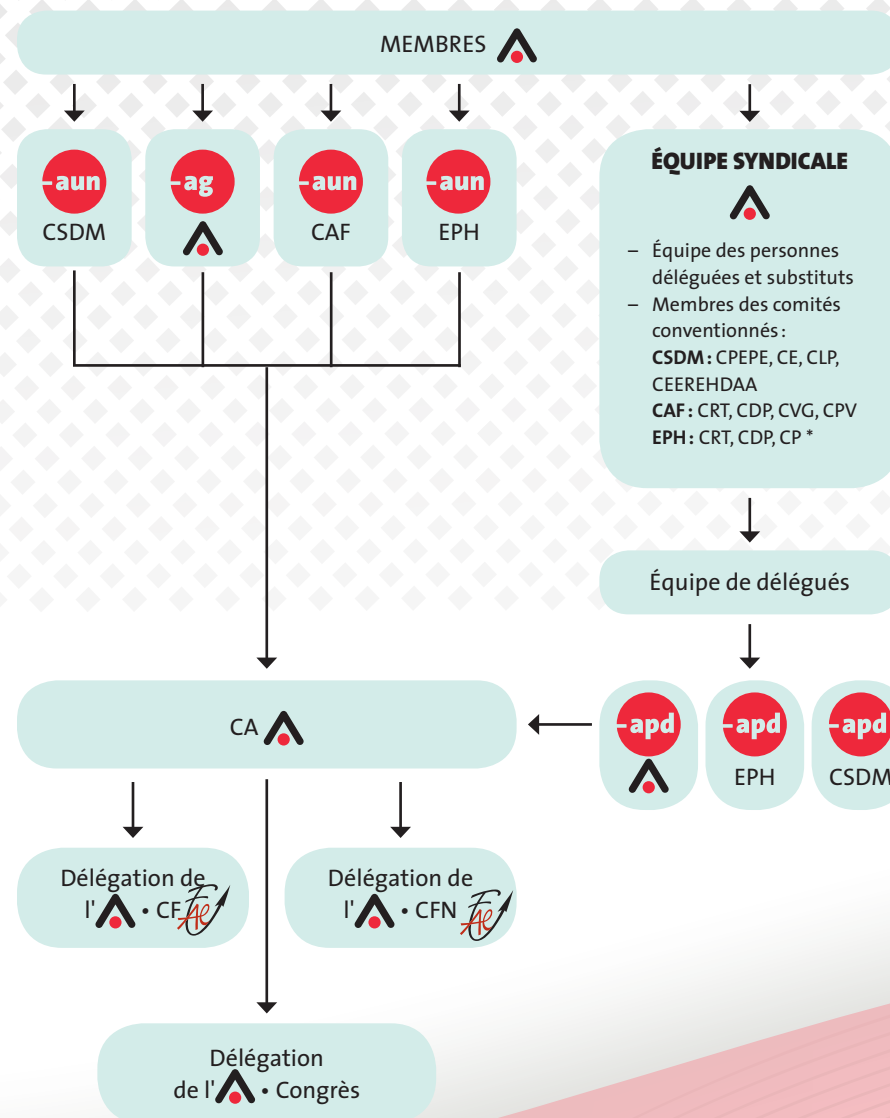 MEMBRES
-aun
CSDM
-ag
-aun
CAF
-aun
EPH
ÉQUIPE SYNDICALE
– Équipe des personnes
déléguées et substituts
– Membres des comités
conventionnés :
CSDM : CPEPE, CE, CLP,
CEEREHDAA
CAF : CRT, CDP, CVG, CPV
EPH : CRT, CDP, CP *
Équipe de délégués
-apd
-apd
EPH
-apd
CSDM
CA
Délégation de
l' • CF
Délégation de
l' • CFN
Délégation
de l' • Congrès